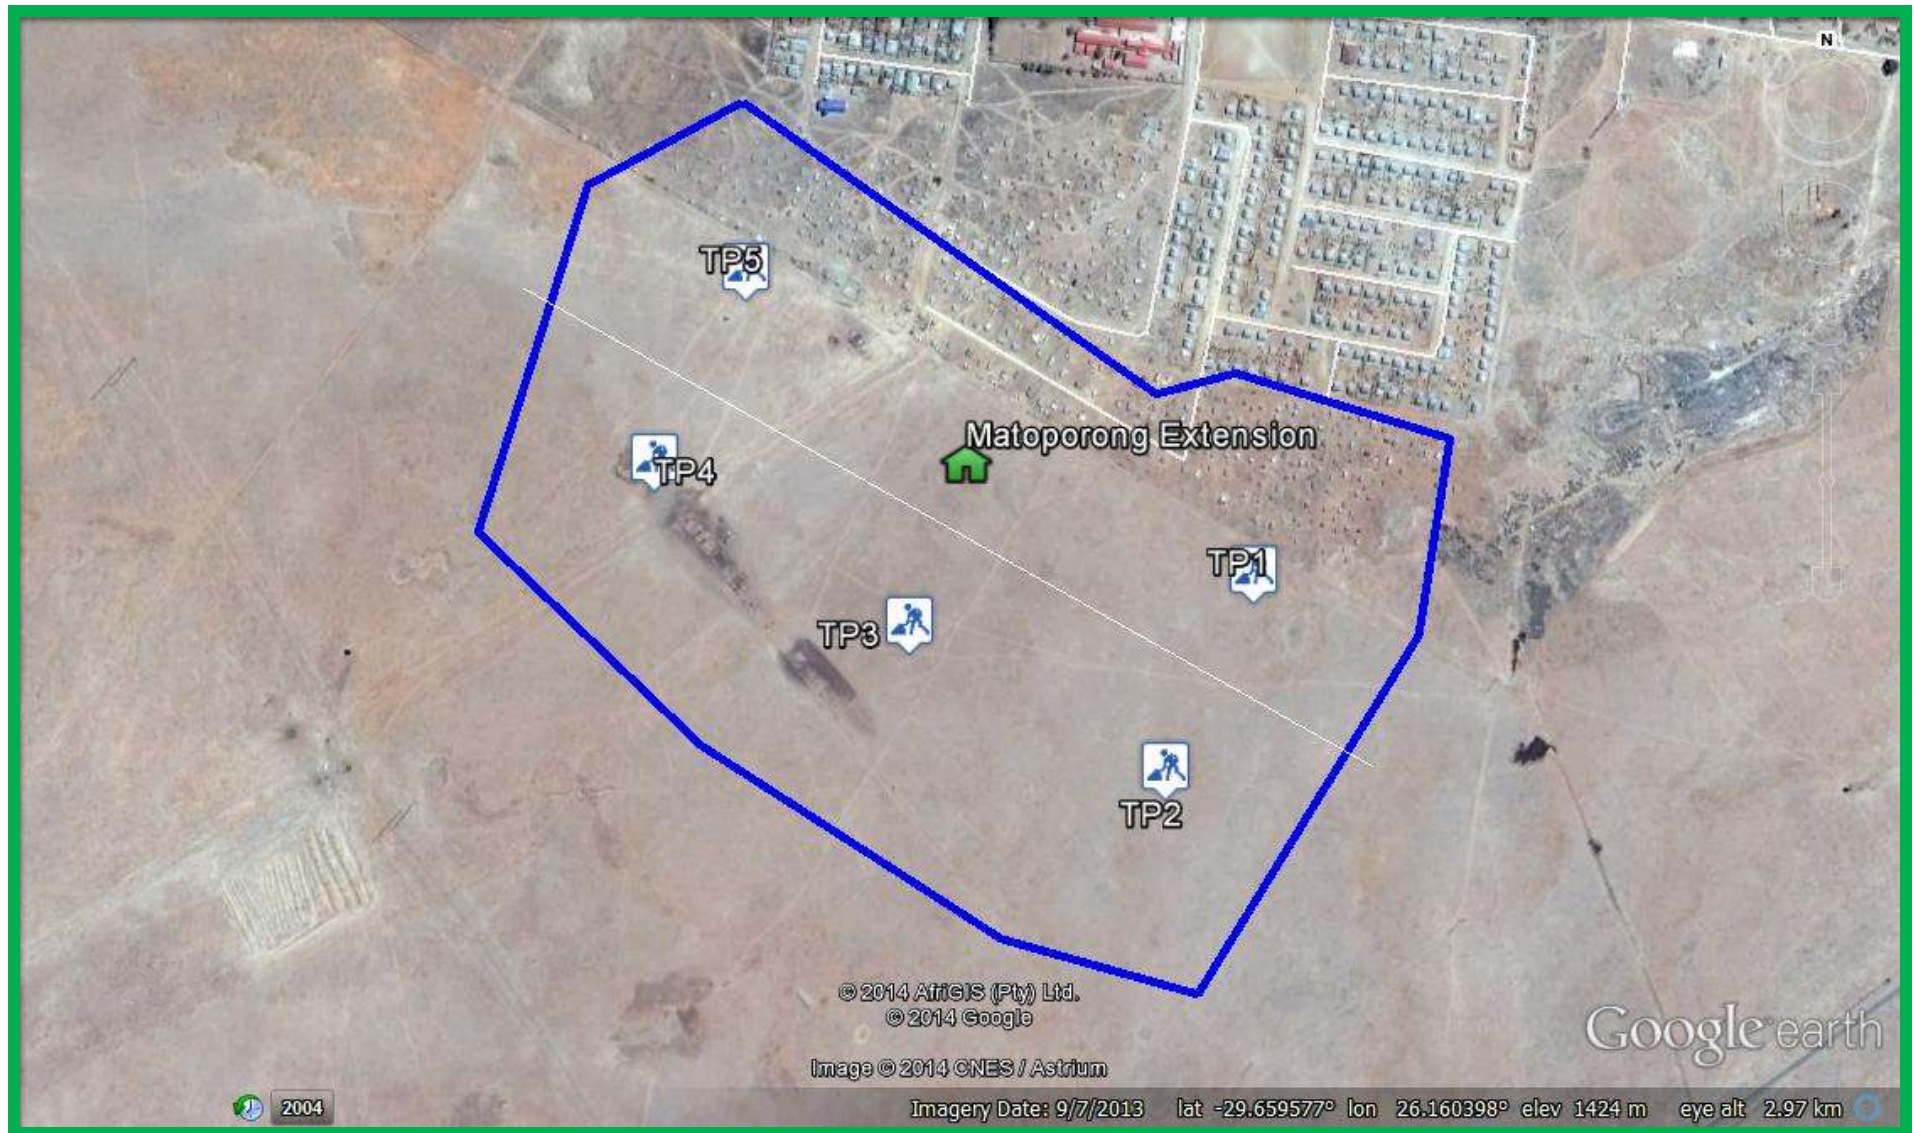 N
TP5
Matoporong Extension
TP4
TP1
TP3
TP2
© 2014 AfriGIS (Pty) Ltd.
© 2014 Google
Google earth
Image © 2014 CNES / Astrium
2004
Imagery Date: 9/7/2013 lat -29.659577° lon 26.160398° elev 1424 m eye alt 2.97 km